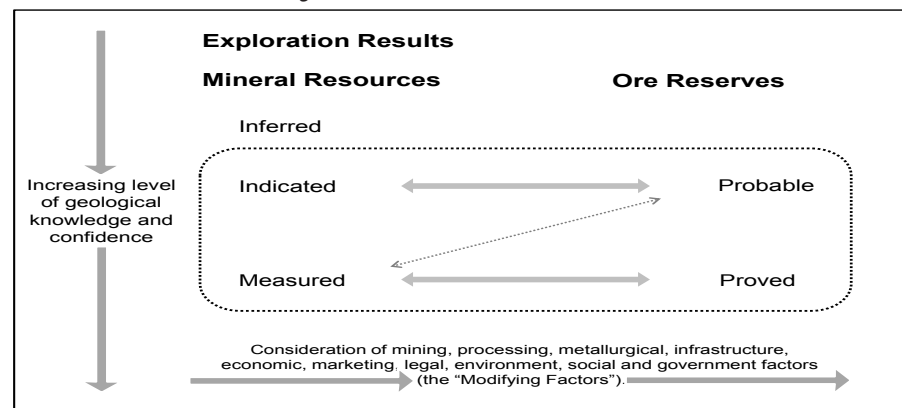 Exploration Results
Mineral Resources
Ore Reserves
Inferred
Increasing level
of geological
knowledge and
confidence
Indicated
Probable
Measured
Proved
Consideration of mining, processing, metallurgical, infrastructure,
economic, marketing, legal, environment, social and government factors
(the “Modifying Factors”).